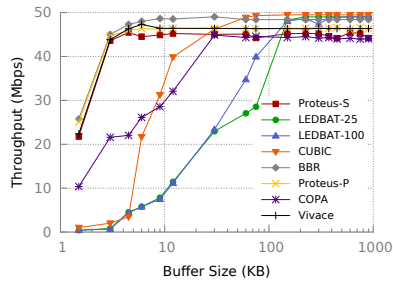 Throughput (Mbps)
50
40
30
20
10
0
1
10
100
1000
Buffer Size (KB)
Proteus-S
LEDBAT-25
LEDBAT-100
CUBIC
BBR
Proteus-P
COPA
Vivace